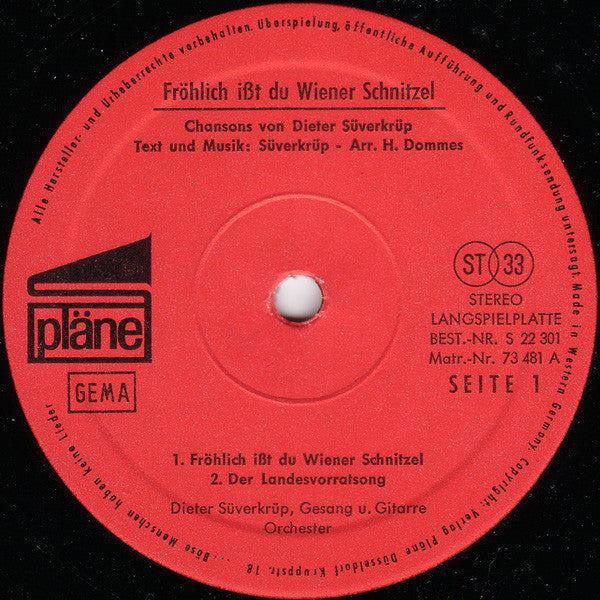 Alle Hersteller- und Urheberrechte vorbehalten. Überspielung, öffentliche Aufführung und Rundfunksendung untersagt. Made in Western Germany. Copyright: Verlag Pläne Düsseldorf Kruppstr. 18
Fröhlich ißt du Wiener Schnitzel
Chansons von Dieter Süverkrüp
Text und Musik: Süverkrüp - Arr. H. Dommes
pläne
GEMA
ST 33
STEREO
LANGSPIELPLATTE
BEST.-NR. S 22 301
Matr.-Nr. 73 481 A
SEITE 1
1. Fröhlich ißt du Wiener Schnitzel
2. Der Landesvorratsong
Dieter Süverkrüp, Gesang u. Gitarre
Orchester
...Böse Menschen haben keine Lieder